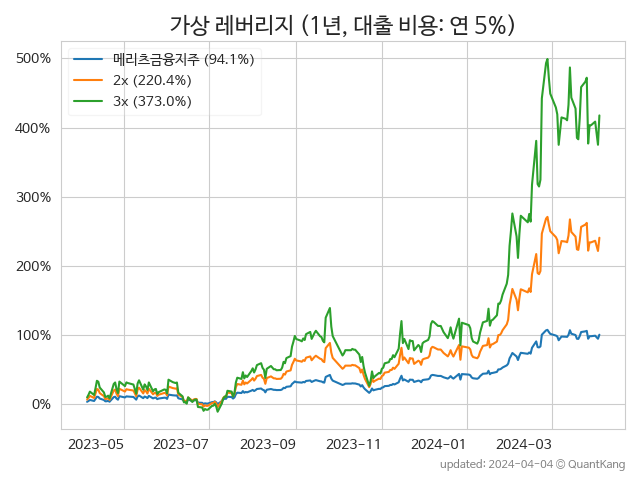 가상 레버리지 (1년, 대출 비용: 연 5%)
메리츠금융지주 (94.1%)
2x (220.4%)
3x (373.0%)
500%
400%
300%
200%
100%
0%
2023-05 2023-07 2023-09 2023-11 2024-01 2024-03
updated: 2024-04-04 © QuantKang